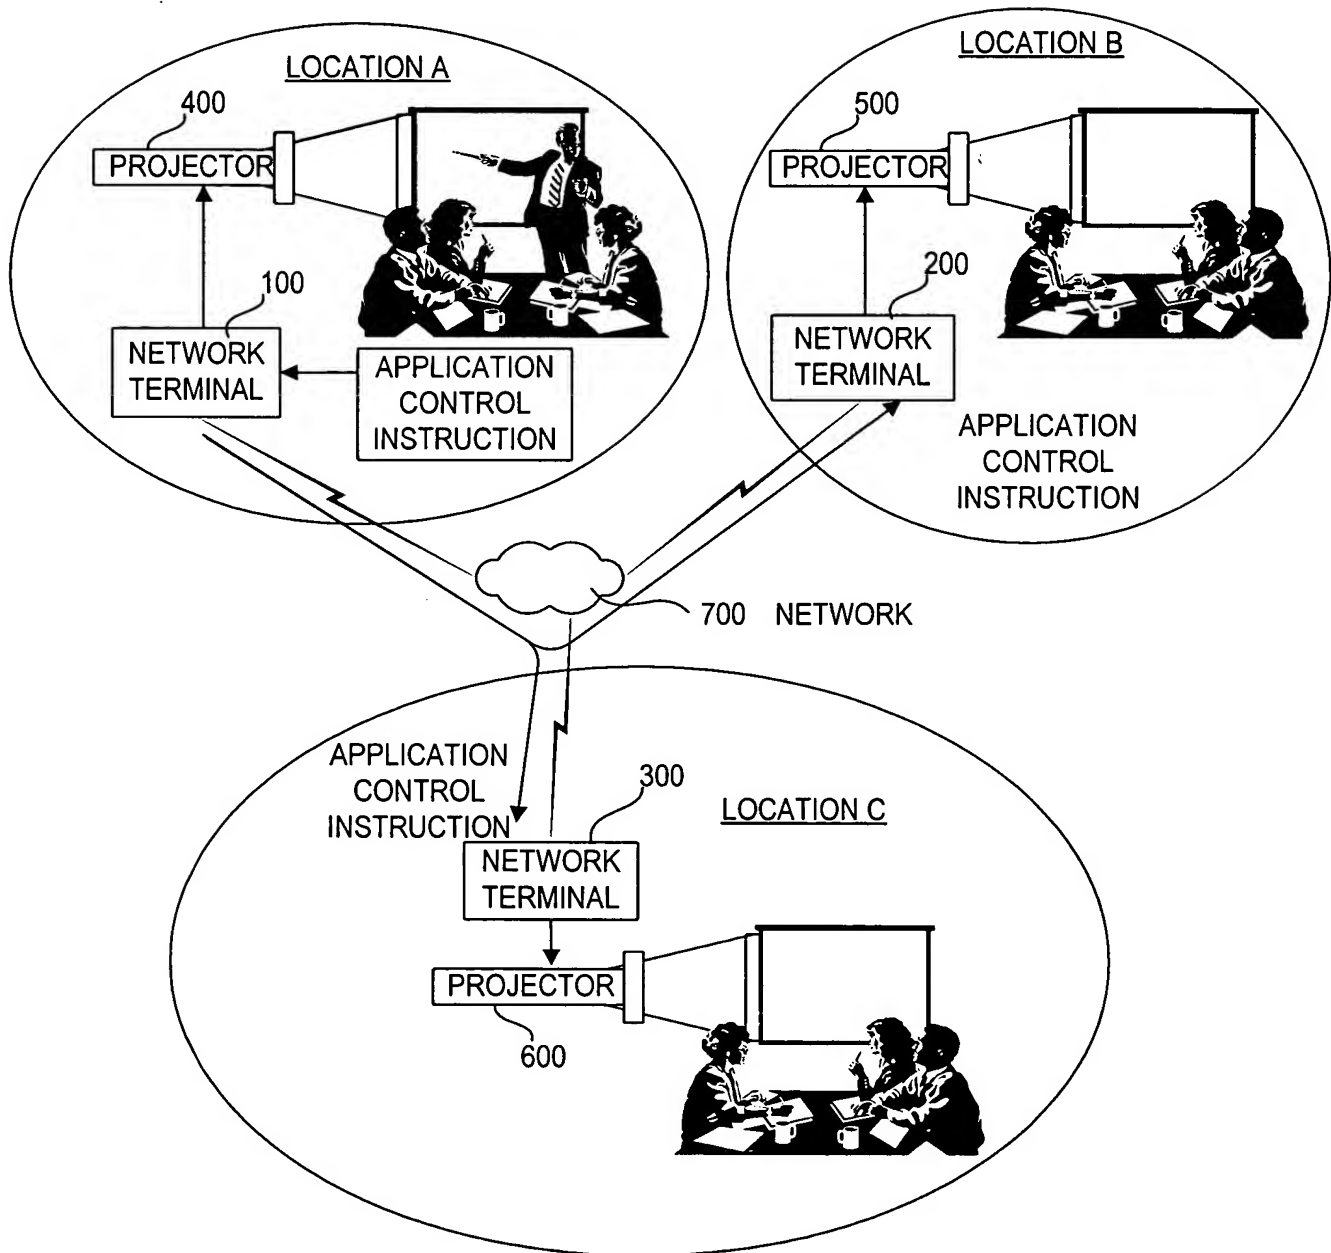 LOCATION A
400
PROJECTOR
100
NETWORK
TERMINAL
APPLICATION
CONTROL
INSTRUCTION
LOCATION B
500
PROJECTOR
200
NETWORK
TERMINAL
APPLICATION
CONTROL
INSTRUCTION
700 NETWORK
APPLICATION
CONTROL
INSTRUCTION
300
LOCATION C
NETWORK
TERMINAL
PROJECTOR
600